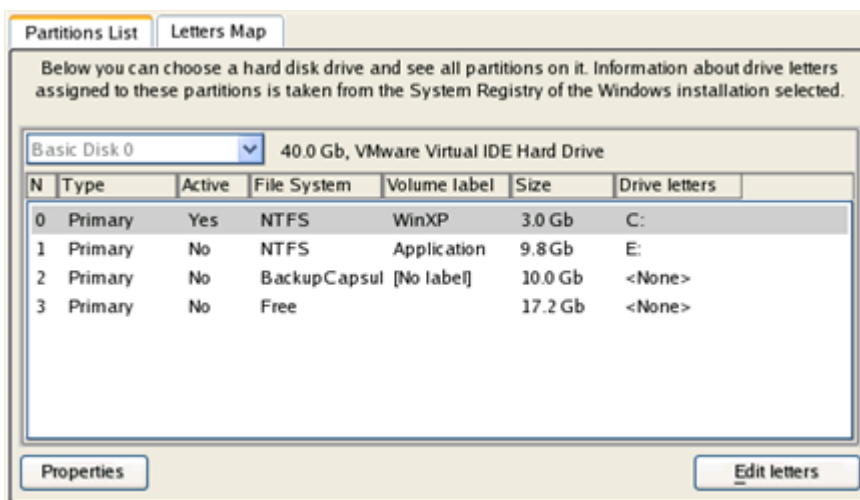 Partitions List Letters Map
Below you can choose a hard disk drive and see all partitions on it. Information about drive letters
assigned to these partitions is taken from the System Registry of the Windows installation selected.
Basic Disk 0 40.0 Gb, VMware Virtual IDE Hard Drive
N Type Active File System Volume label Size Drive letters
0 Primary Yes NTFS WinXP 3.0 Gb C:
1 Primary No NTFS Application 9.8 Gb E:
2 Primary No BackupCapsul [No label] 10.0 Gb <None>
3 Primary No Free 17.2 Gb <None>
Properties Edit letters